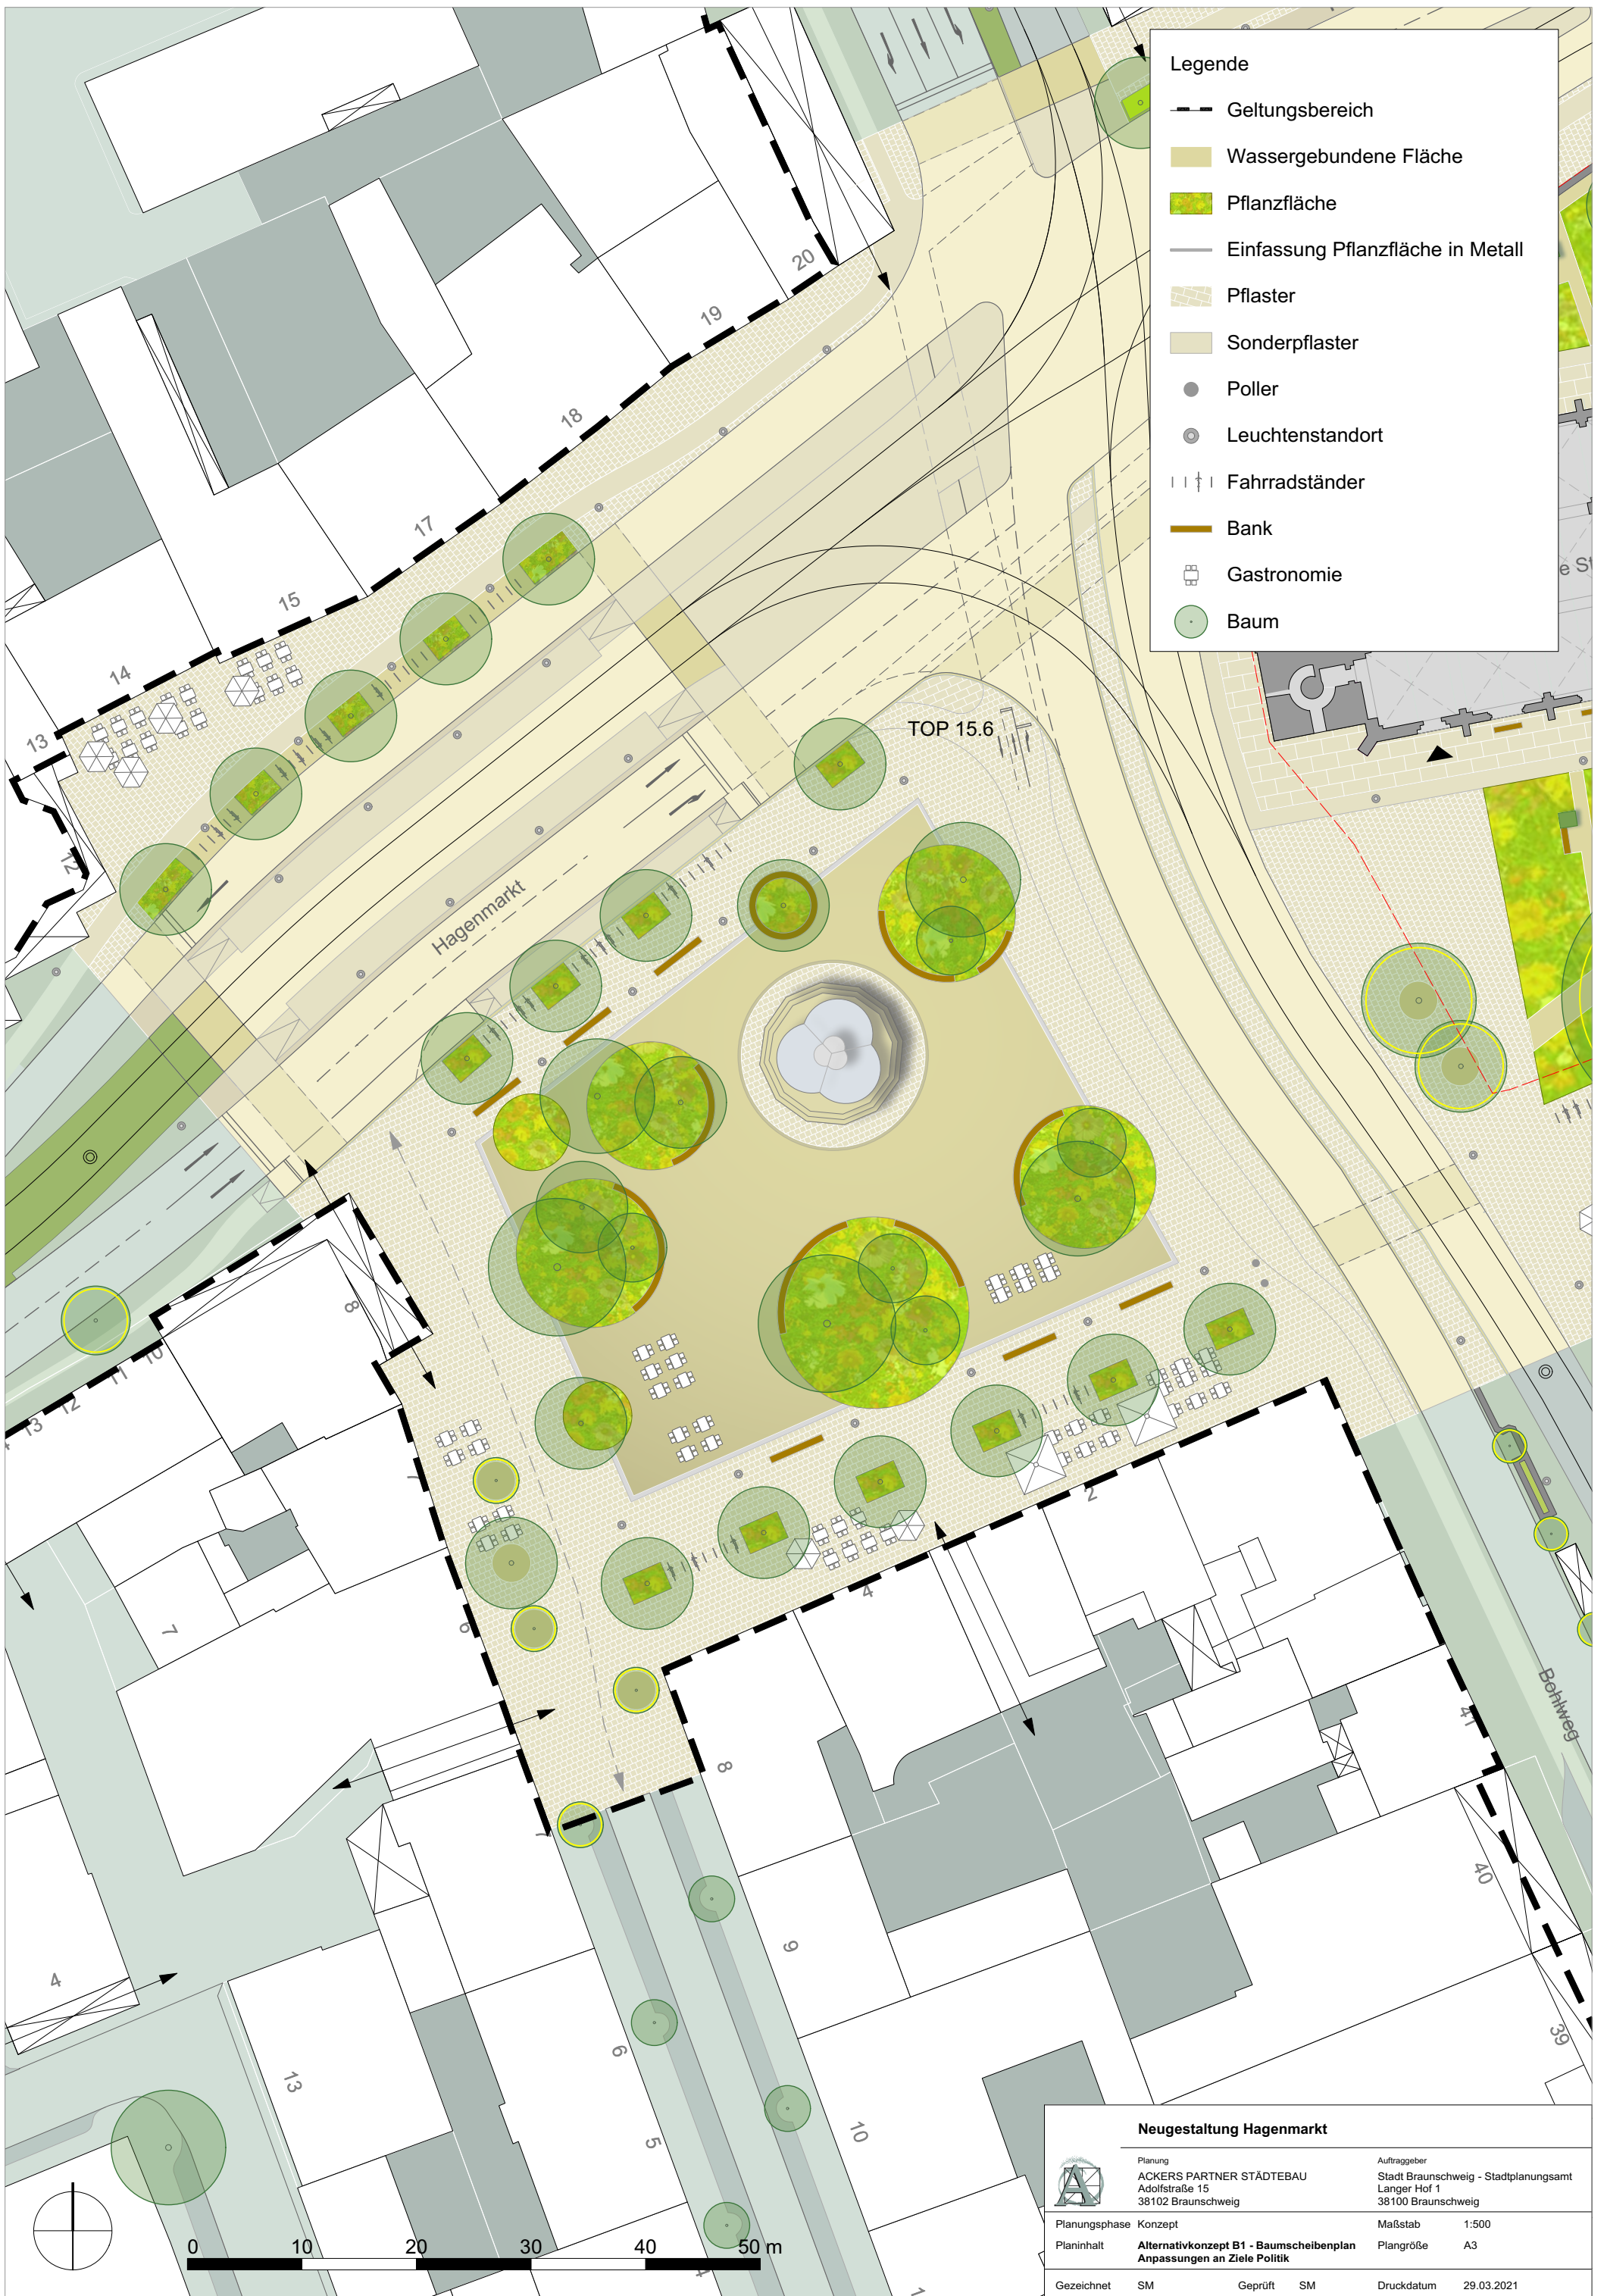 Legende
Geltungsbereich
Wassergebundene Fläche
Pflanzfläche
Einfassung Pflanzfläche in Metall
Pflaster
Sonderpflaster
Poller
Leuchtenstandort
Fahrradständer
Bank
Gastronomie
Baum
20
19
18
17
15
14
13
12
e St
TOP 15.6
Hagenmarkt
8
10
11
12
13
7
6
7
2
4
8
7
41
Bohlweg
40
39
9
4
13
6
5
10
0 10 20 30 40 50 m
Neugestaltung Hagenmarkt
Planung
ACKERS PARTNER STÄDTEBAU
Adolfstraße 15
38102 Braunschweig
Auftraggeber
Stadt Braunschweig - Stadtplanungsamt
Langer Hof 1
38100 Braunschweig
Planungsphase Konzept
Maßstab 1:500
Planinhalt Alternativkonzept B1 - Baumscheibenplan
Anpassungen an Ziele Politik
Plangröße A3
Gezeichnet SM Geprüft SM Druckdatum 29.03.2021